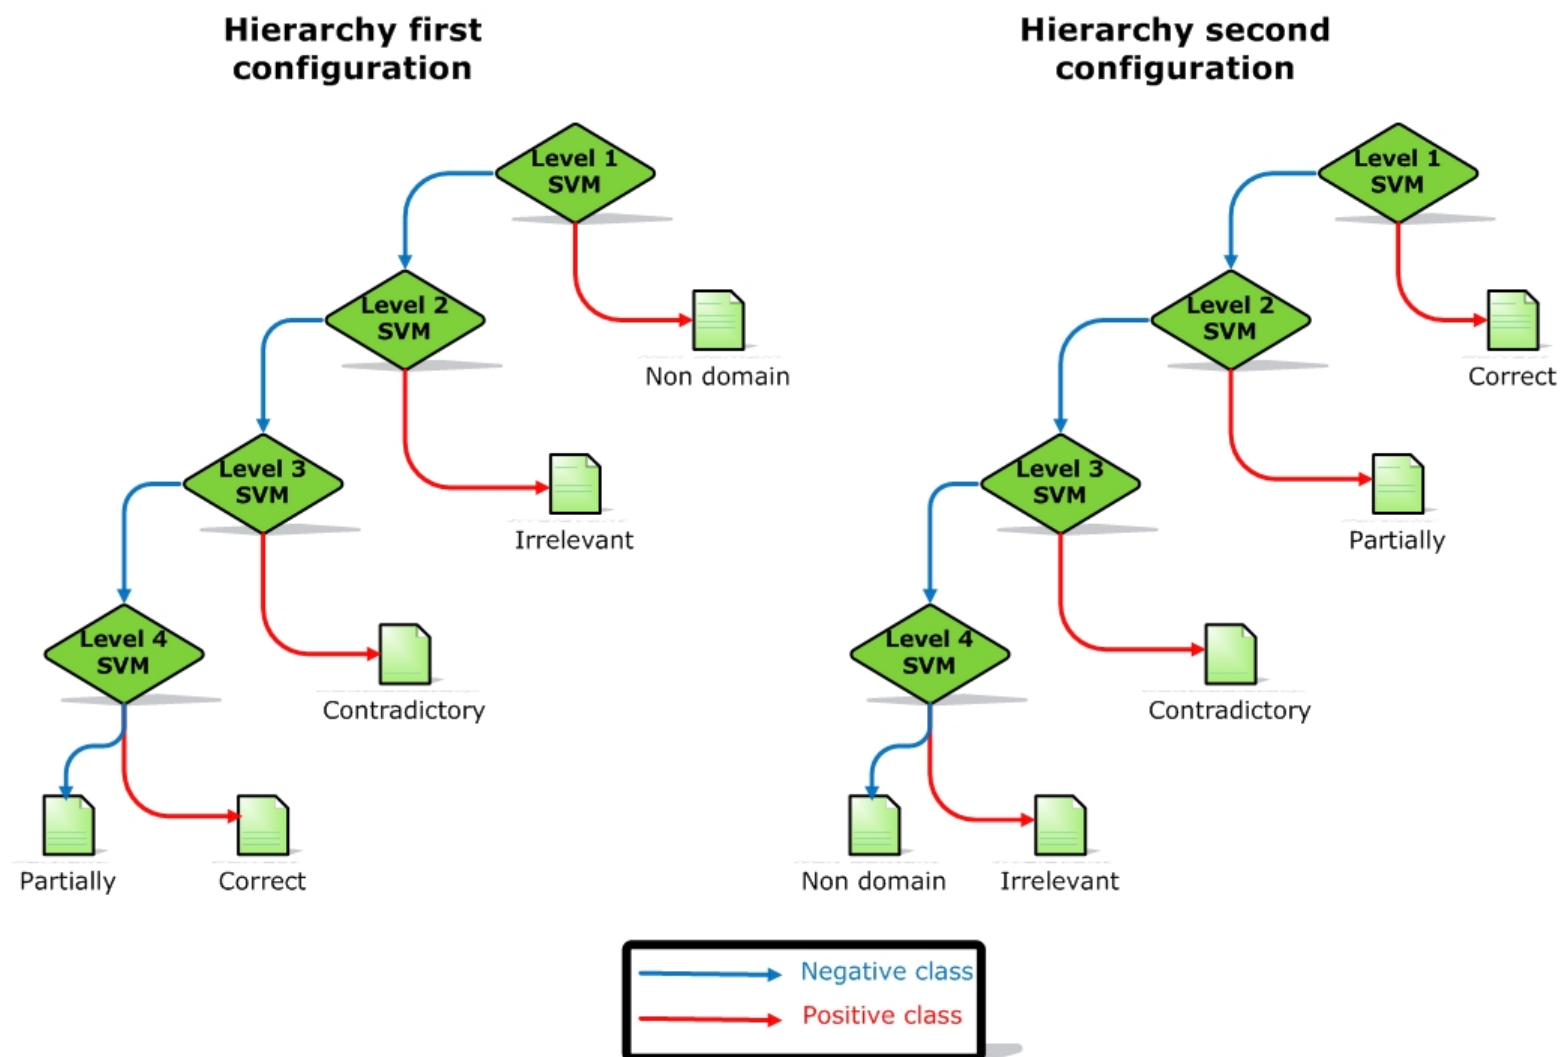 Hierarchy first
configuration
Level 1
SVM
Level 2
SVM
Non domain
Level 3
SVM
Irrelevant
Level 4
SVM
Contradictory
Partially
Correct
Hierarchy second
configuration
Level 1
SVM
Level 2
SVM
Correct
Level 3
SVM
Partially
Level 4
SVM
Contradictory
Non domain
Irrelevant
Negative class
Positive class